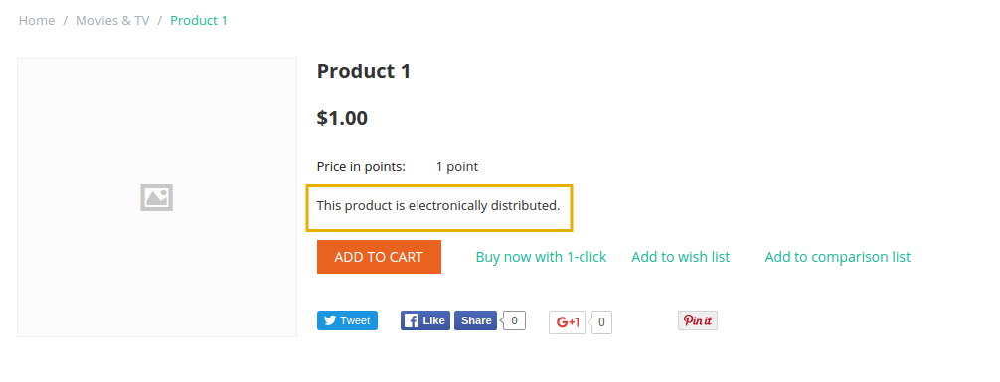 Home / Movies & TV / Product 1
Product 1
$1.00
Price in points: 1 point
This product is electronically distributed.
ADD TO CART Buy now with 1-click Add to wish list Add to comparison list
Tweet Like Share 0 G+1 0 Pin it